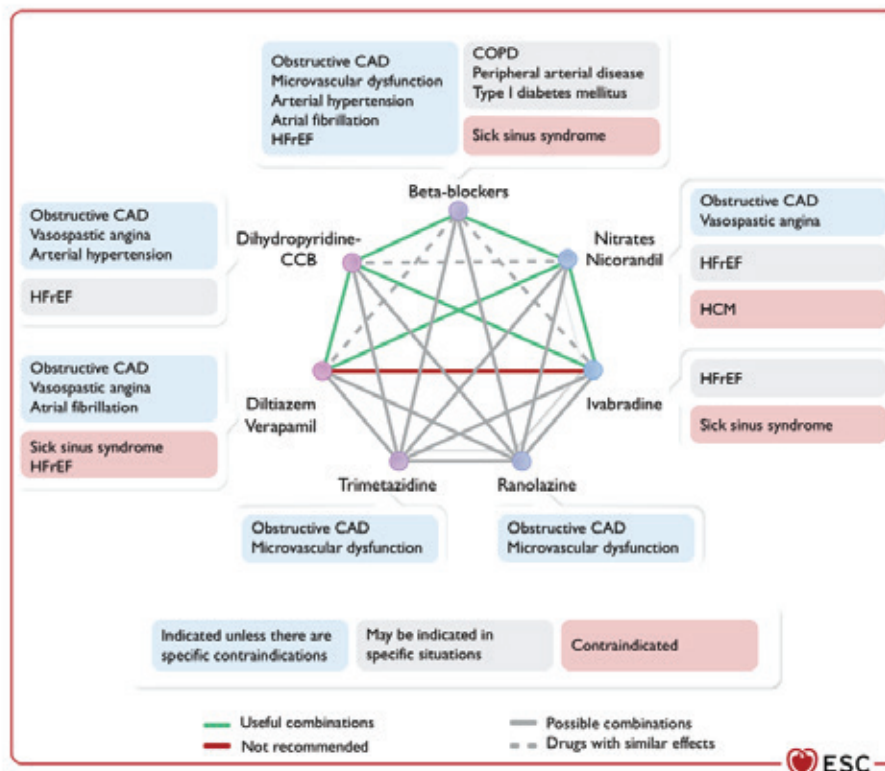 Obstructive CAD
Microvascular dysfunction
Arterial hypertension
Atrial fibrillation
HFrEF
COPD
Peripheral arterial disease
Type I diabetes mellitus
Sick sinus syndrome
Beta-blockers
Obstructive CAD
Vasospastic angina
Arterial hypertension
HFrEF
Dihydropyridine-
CCB
Nitrates
Nicorandil
Obstructive CAD
Vasospastic angina
HFrEF
HCM
Obstructive CAD
Vasospastic angina
Atrial fibrillation
Sick sinus syndrome
HFrEF
Diltiazem
Verapamil
Ivabradine
HFrEF
Sick sinus syndrome
Trimetazidine
Ranolazine
Obstructive CAD
Microvascular dysfunction
Obstructive CAD
Microvascular dysfunction
Indicated unless there are
specific contraindications
May be indicated in
specific situations
Contraindicated
Useful combinations
Not recommended
Possible combinations
Drugs with similar effects
ESC